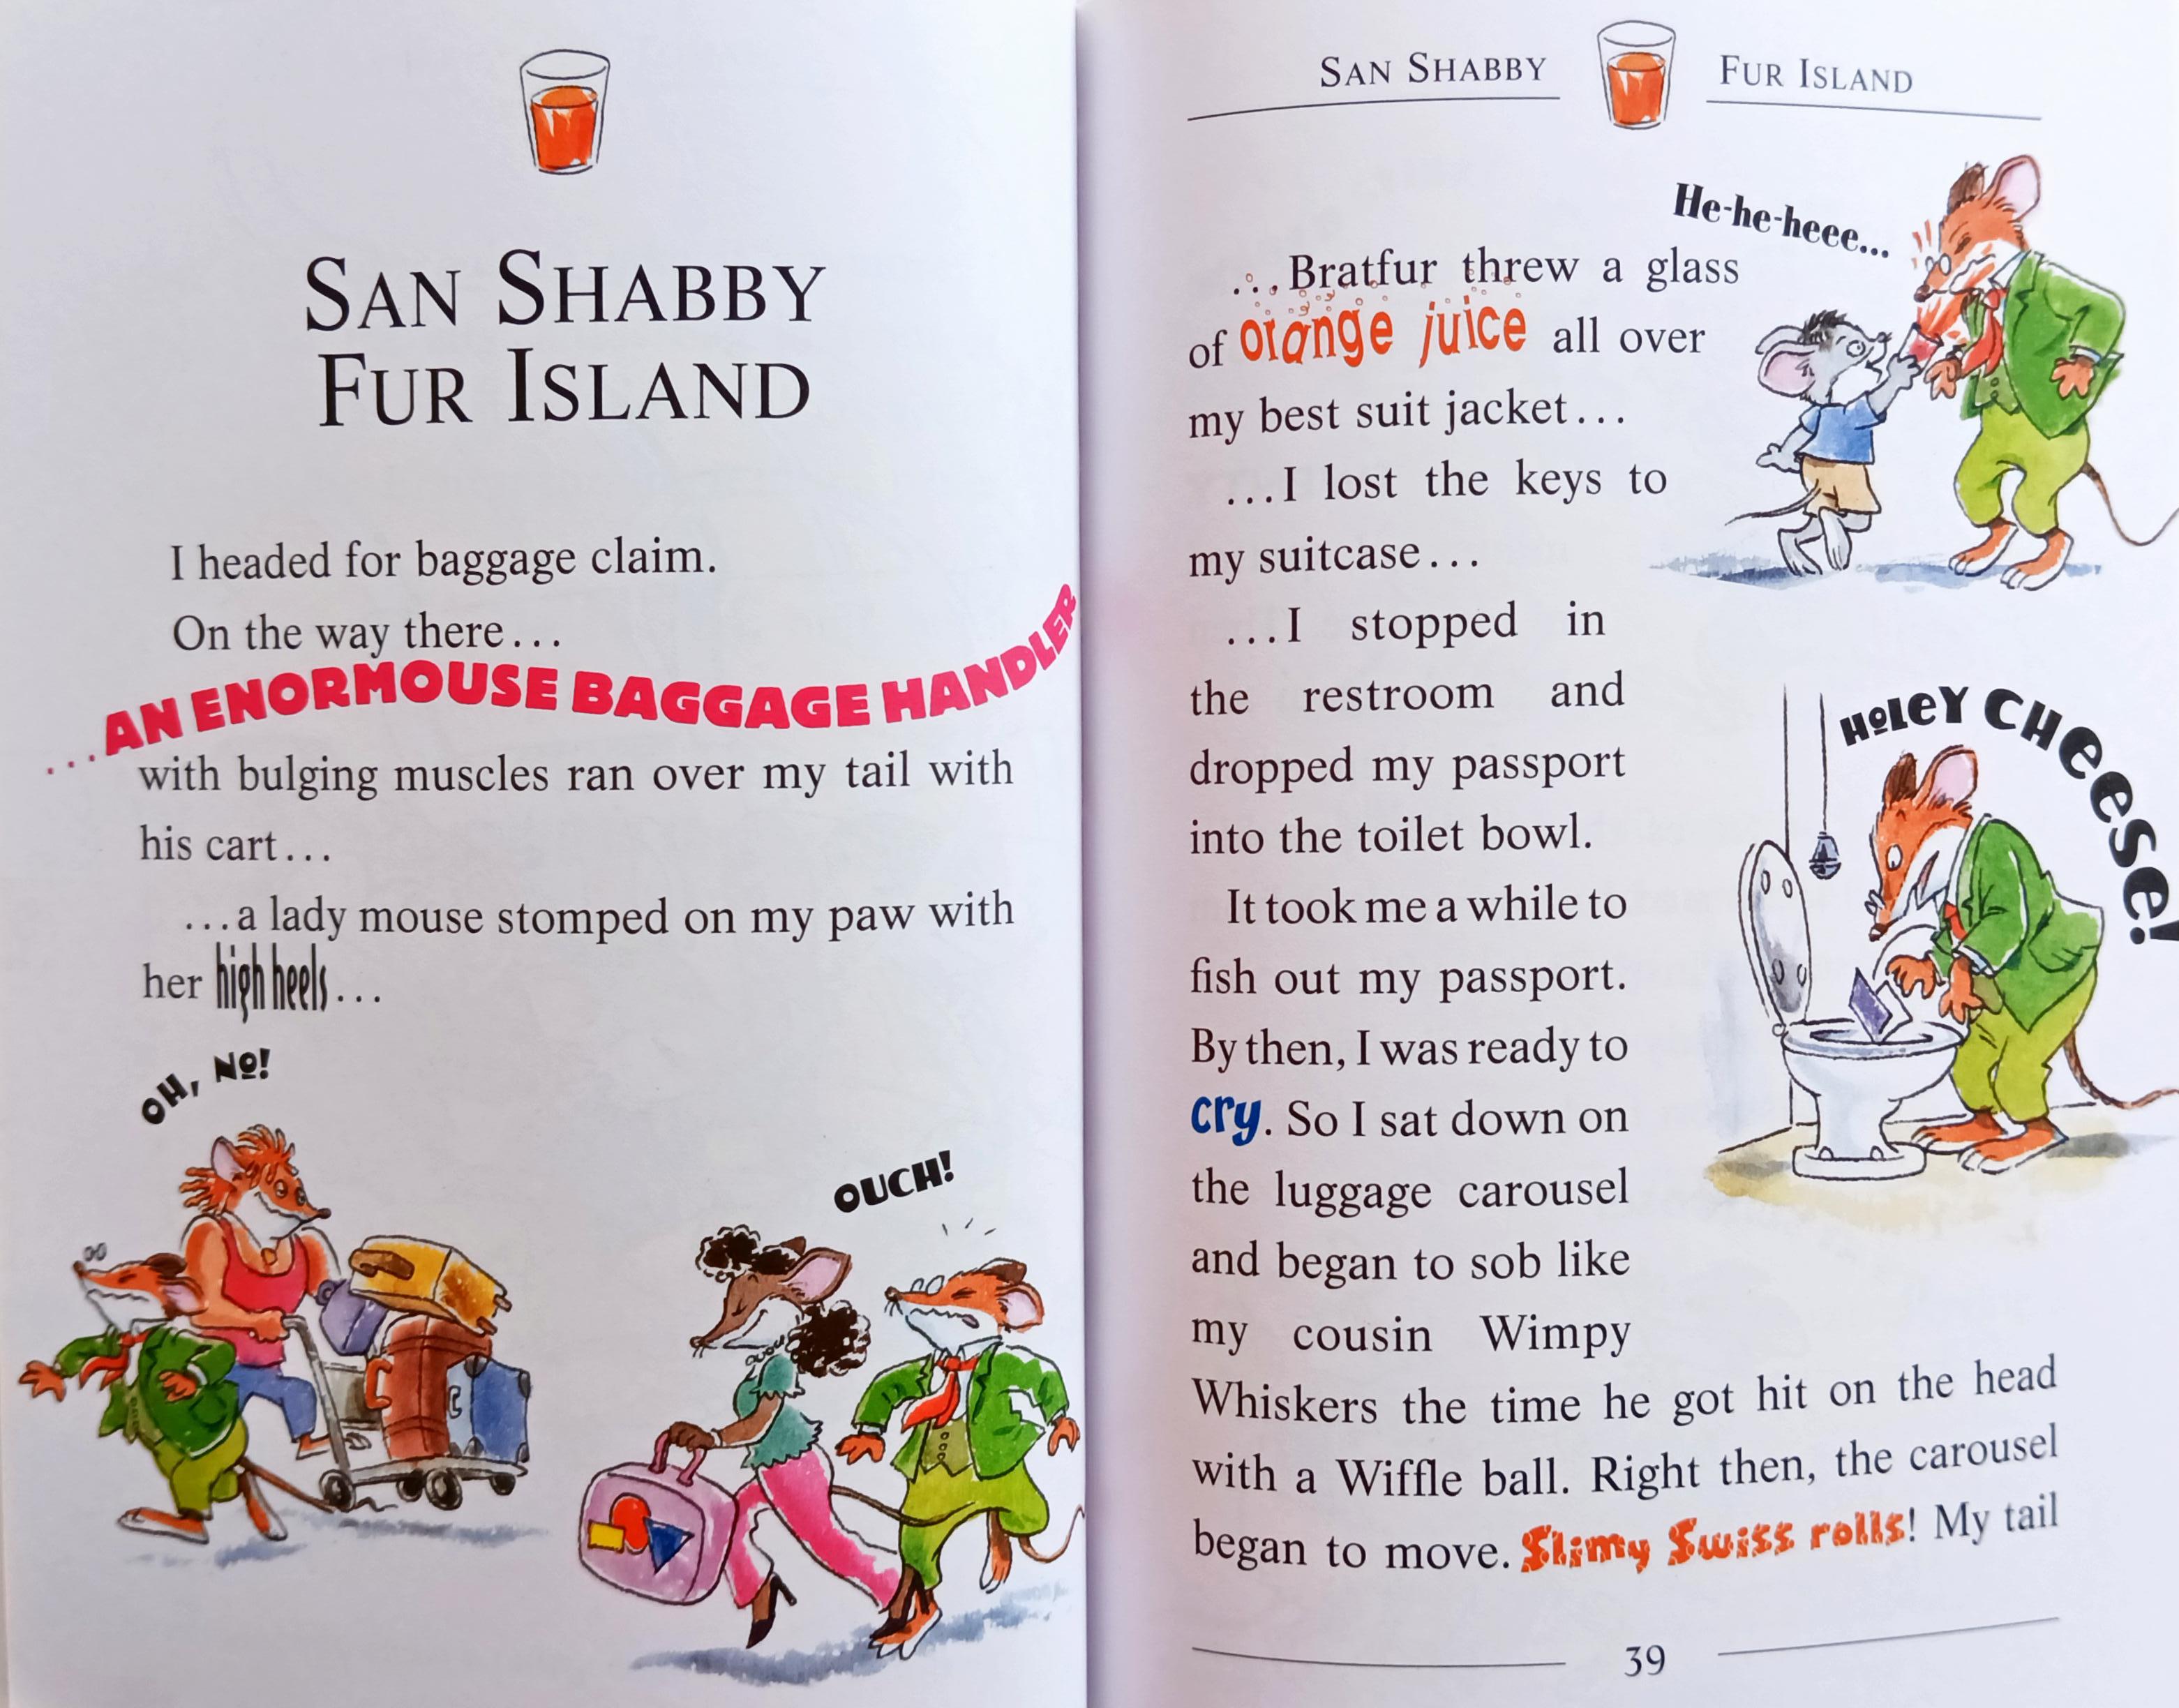 SAN SHABBY
FUR ISLAND
I headed for baggage claim.
On the way there...
...AN ENORMOUSE BAGGAGE HANDLER
with bulging muscles ran over my tail with
his cart...
...a lady mouse stomped on my paw with
her high heels...
OH, NO!
OUCH!
SAN SHABBY FUR ISLAND
He-he-heee...
...Bratfur threw a glass
of orange juice all over
my best suit jacket...
...I lost the keys to
my suitcase...
...I stopped in
the restroom and
dropped my passport
into the toilet bowl.
HOLEY CHEESE!
It took me a while to
fish out my passport.
By then, I was ready to
cry. So I sat down on
the luggage carousel
and began to sob like
my cousin Wimpy
Whiskers the time he got hit on the head
with a Wiffle ball. Right then, the carousel
began to move. Slimy Swiss rolls! My tail
39